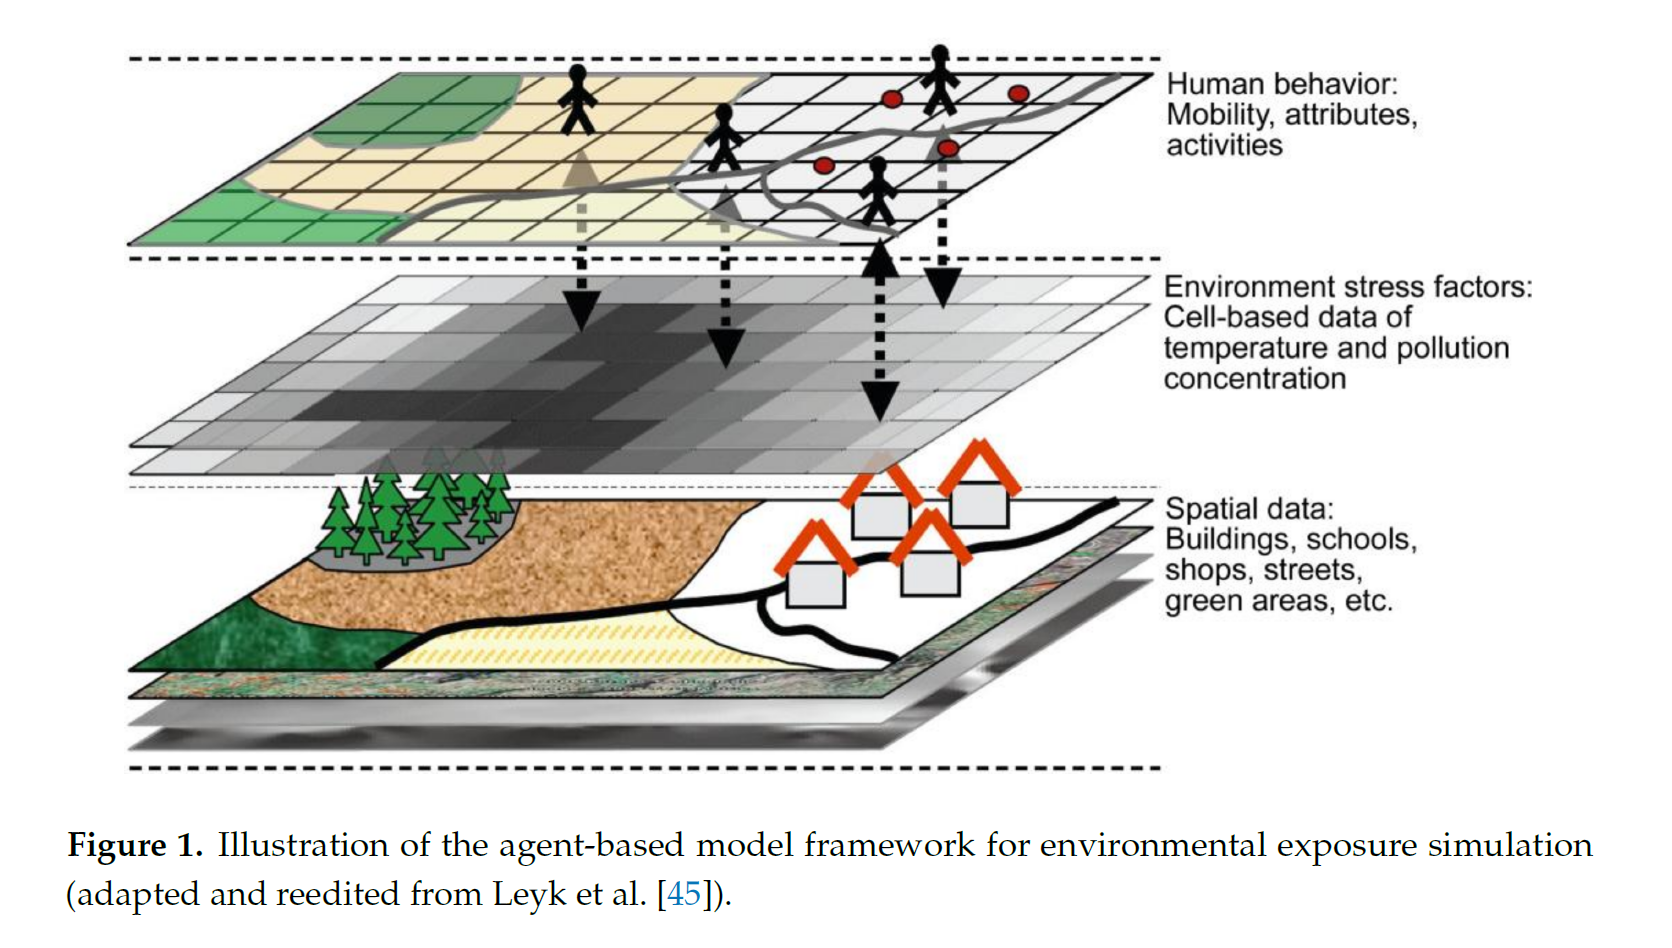 Human behavior:
Mobility, attributes,
activities
Environment stress factors:
Cell-based data of
temperature and pollution
concentration
Spatial data:
Buildings, schools,
shops, streets,
green areas, etc.
Figure 1. Illustration of the agent-based model framework for environmental exposure simulation
(adapted and reedited from Leyk et al. [45]).